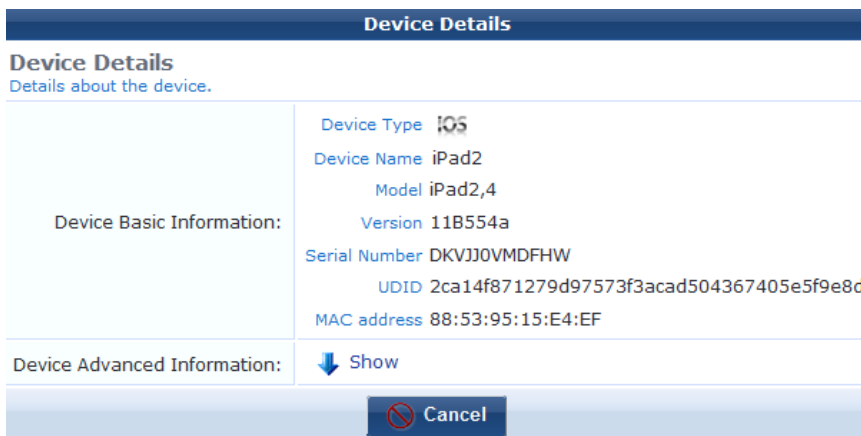 Device Details
Device Details
Details about the device.
Device Basic Information:
Device Type iOS
Device Name iPad2
Model iPad2,4
Version 11B554a
Serial Number DKVJJ0VMDFHW
UDID 2ca14f871279d97573f3acad504367405e5f9e8d
MAC address 88:53:95:15:E4:EF
Device Advanced Information: Show
Cancel